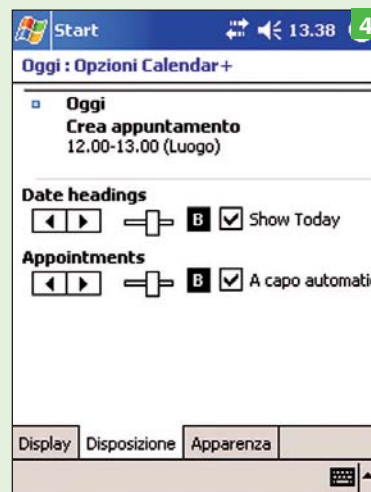 Start 13.38 4
Oggi : Opzioni Calendar+
Oggi
Crea appuntamento
12.00-13.00 (Luogo)
Date headings
B Show Today
Appointments
B A capo automatic
Display Disposizione Apparenza